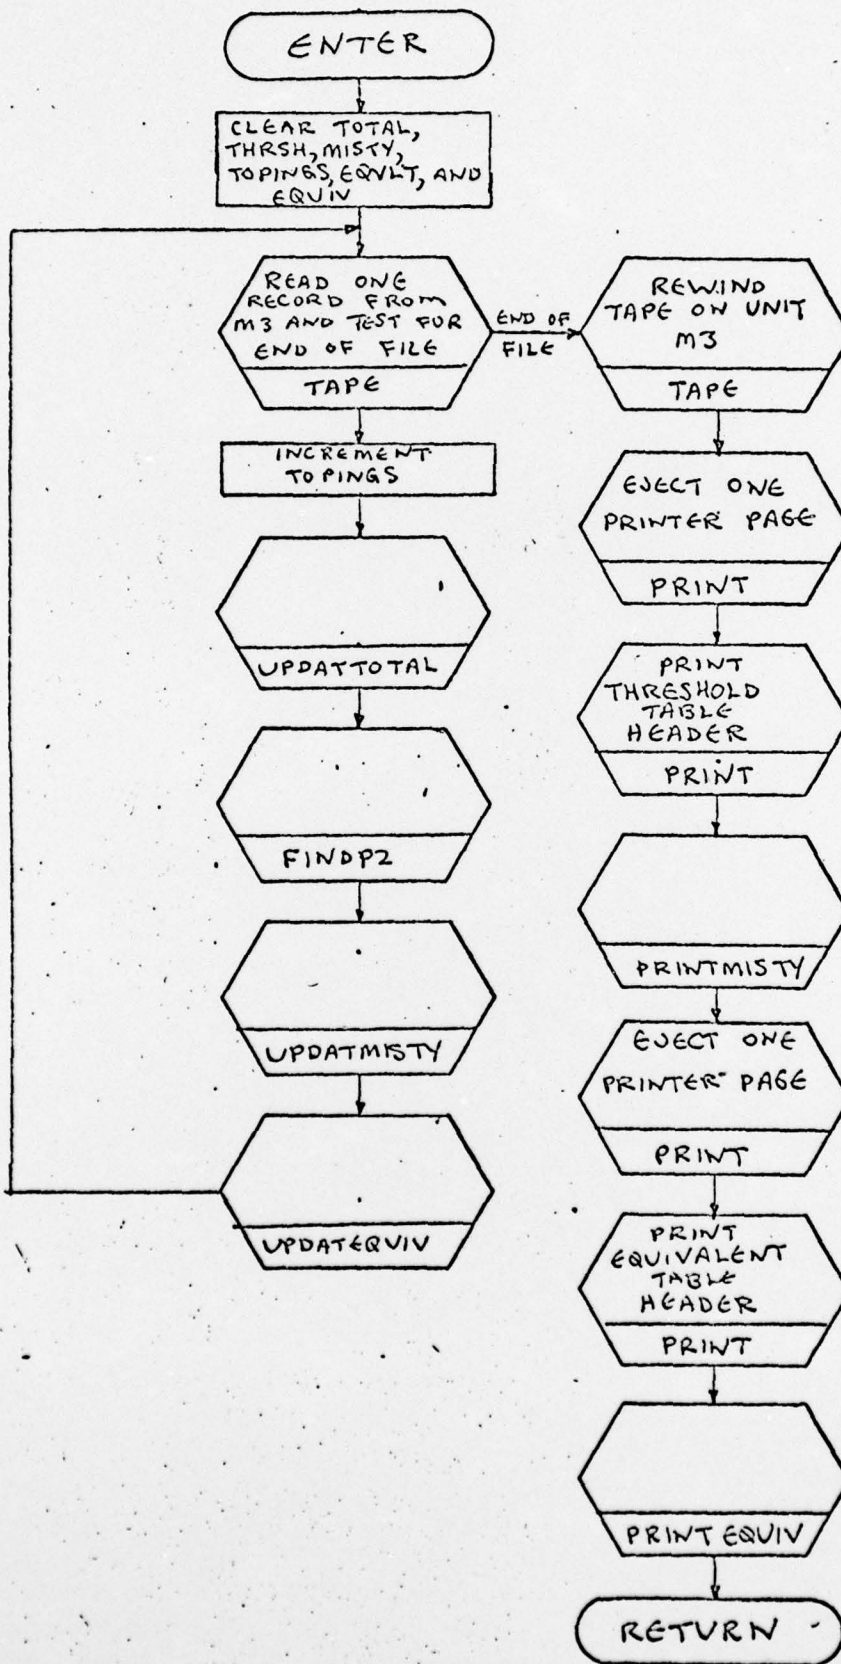 ENTER
CLEAR TOTAL,
THRSH, MISTY,
TOPINGS, EQVLT, AND
EQUIV
READ ONE
RECORD FROM
M3 AND TEST FOR
END OF FILE
TAPE
END OF
FILE
INCREMENT
TOPINGS
UPDATTOTAL
FINDP2
UPDATMISTY
UPDATEQUIV
REWIND
TAPE ON UNIT
M3
TAPE
EJECT ONE
PRINTER PAGE
PRINT
PRINT
THRESHOLD
TABLE
HEADER
PRINT
PRINTMISTY
EJECT ONE
PRINTER PAGE
PRINT
PRINT
EQUIVALENT
TABLE
HEADER
PRINT
PRINT EQUIV
RETURN